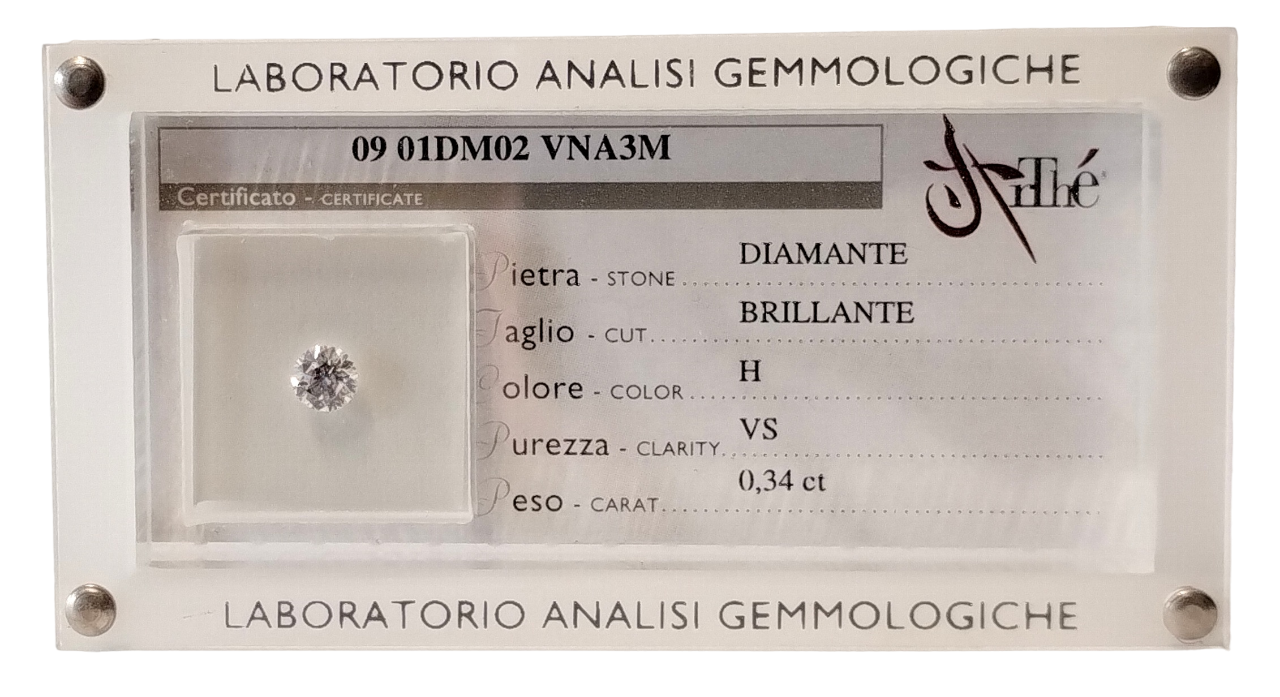 LABORATORIO ANALISI GEMMOLOGICHE
09 01DM02 VNA3M
Certificato - CERTIFICATE
ArThé
Pietra - STONE DIAMANTE
Taglio - CUT BRILLANTE
Colore - COLOR H
Purezza - CLARITY VS
Peso - CARAT 0,34 ct
LABORATORIO ANALISI GEMMOLOGICHE